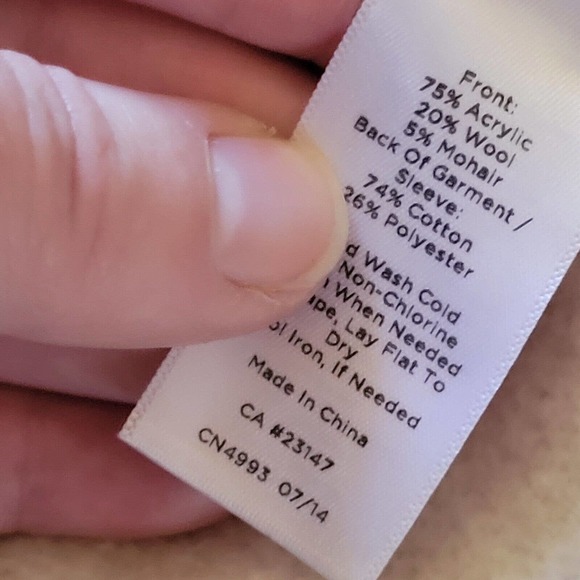 Front:
75% Acrylic
20% Wool
5% Mohair
Back Of Garment /
Sleeve:
74% Cotton
26% Polyester
Wash Cold
Non-Chlorine
When Needed
Lay Flat To
Dry
Iron, If Needed
Made In China
CA #23147
CN4993 07/14